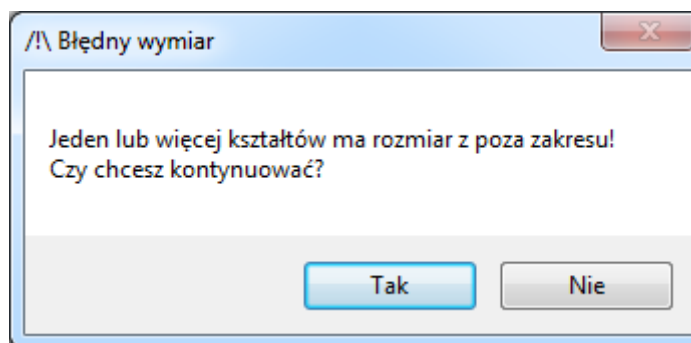 /!\ Błędny wymiar
Jeden lub więcej kształtów ma rozmiar z poza zakresu!
Czy chcesz kontynuować?
Tak
Nie